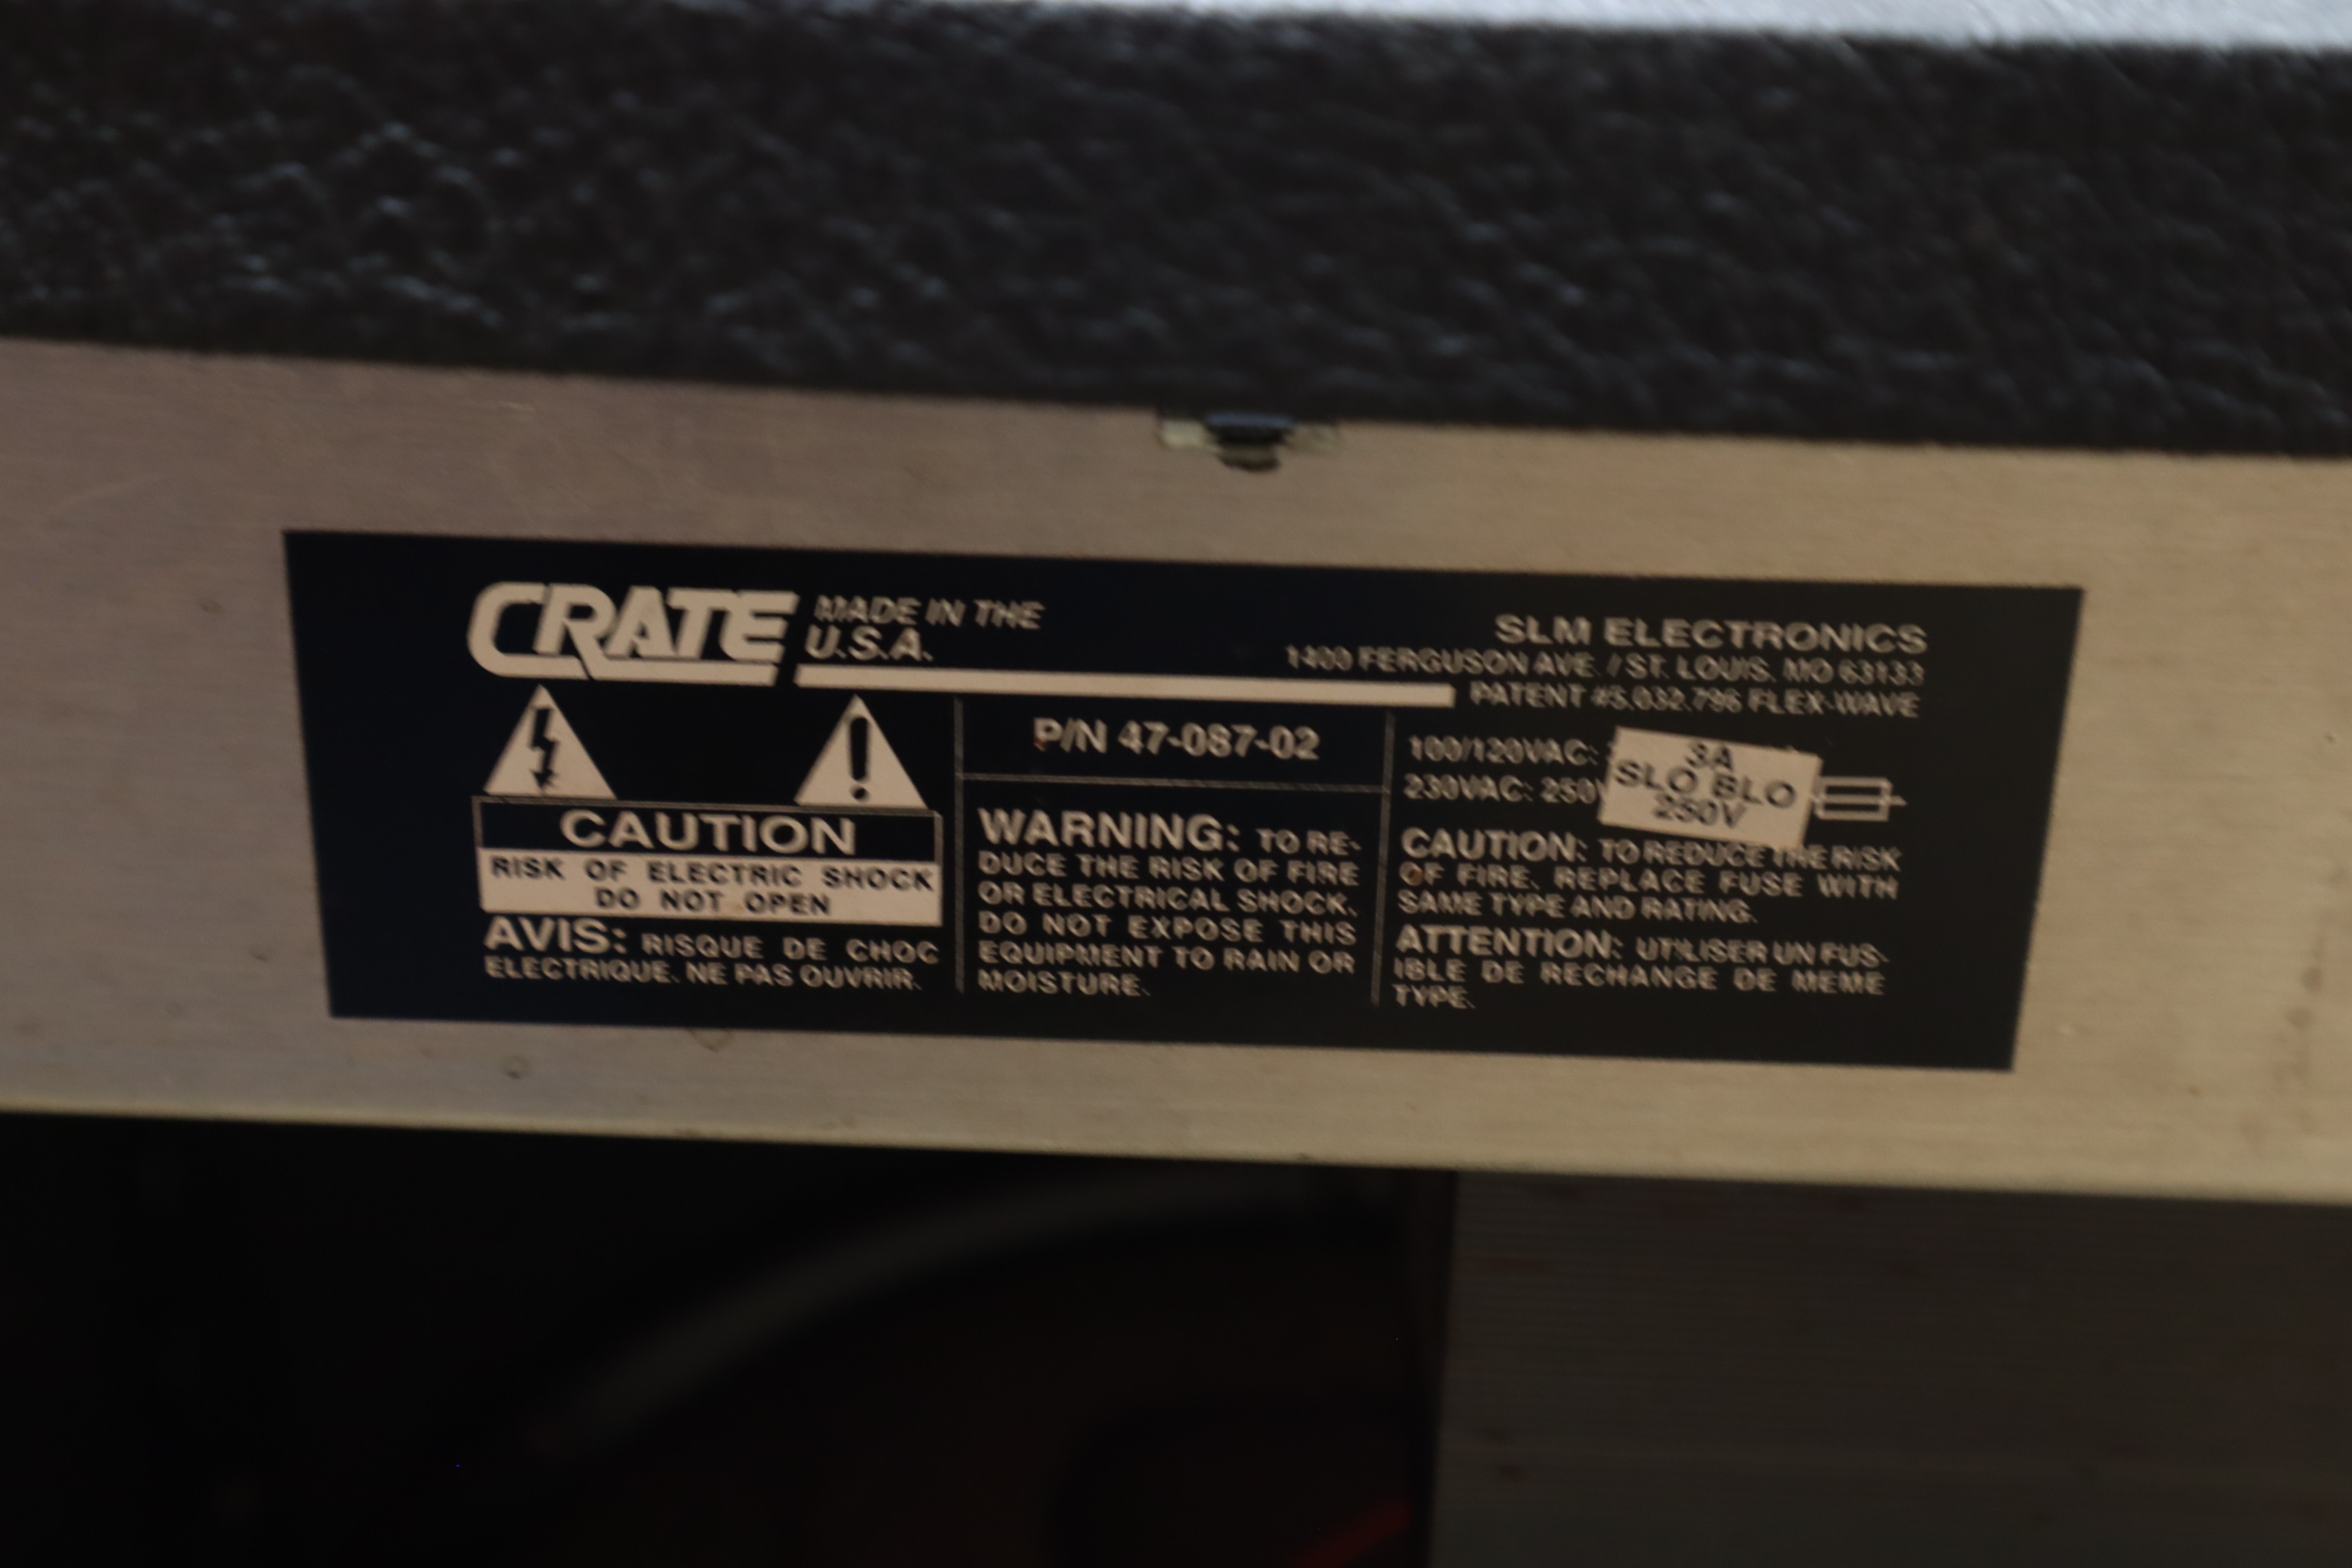 CRATE MADE IN THE
U.S.A.
SLM ELECTRONICS
1400 FERGUSON AVE. / ST. LOUIS, MO 63133
PATENT #5,032,796 FLEX-WAVE
CAUTION
RISK OF ELECTRIC SHOCK
DO NOT OPEN
AVIS: RISQUE DE CHOC
ELECTRIQUE. NE PAS OUVRIR.
P/N 47-087-02
WARNING: TO RE-
DUCE THE RISK OF FIRE
OR ELECTRICAL SHOCK,
DO NOT EXPOSE THIS
EQUIPMENT TO RAIN OR
MOISTURE.
100/120VAC:
230VAC: 250V
3A
SLO BLO
250V
CAUTION: TO REDUCE THE RISK
OF FIRE, REPLACE FUSE WITH
SAME TYPE AND RATING.
ATTENTION: UTILISER UN FUS-
IBLE DE RECHANGE DE MEME
TYPE.